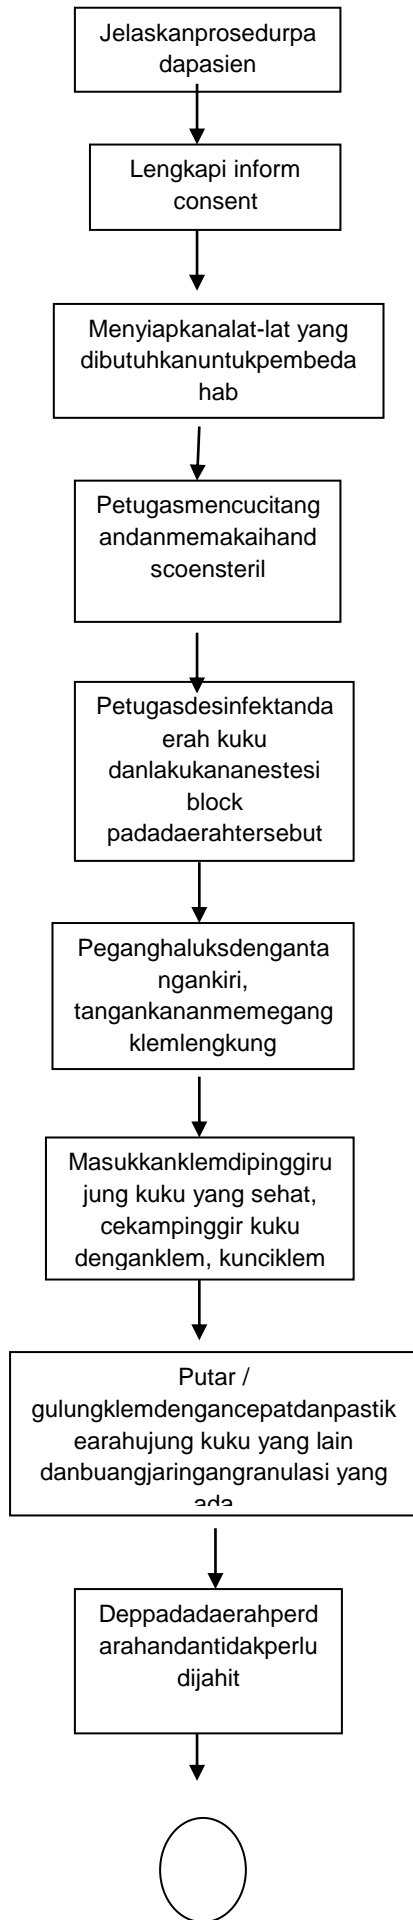 Jelaskanprosedurpa
dapasien
Lengkapi inform
consent
Menyiapkanalat-lat yang
dibutuhkanuntukpembeda
hab
Petugasmencucitang
andanmemakaihand
scoensteril
Petugasdesinfektanda
erah kuku
danlakukananestesi
block
padadaerahtersebut
Peganghaluksdenganta
ngankiri,
tangankananmemegang
klemlengkung
Masukkanklemdipinggiru
jung kuku yang sehat,
cekampinggir kuku
denganklem, kunciklem
Putar /
gulungklemdengancepatdanpastik
earahujung kuku yang lain
danbuangjaringangranulasi yang
ada
Deppadadaerahperd
arahandantidakperlu
dijahit